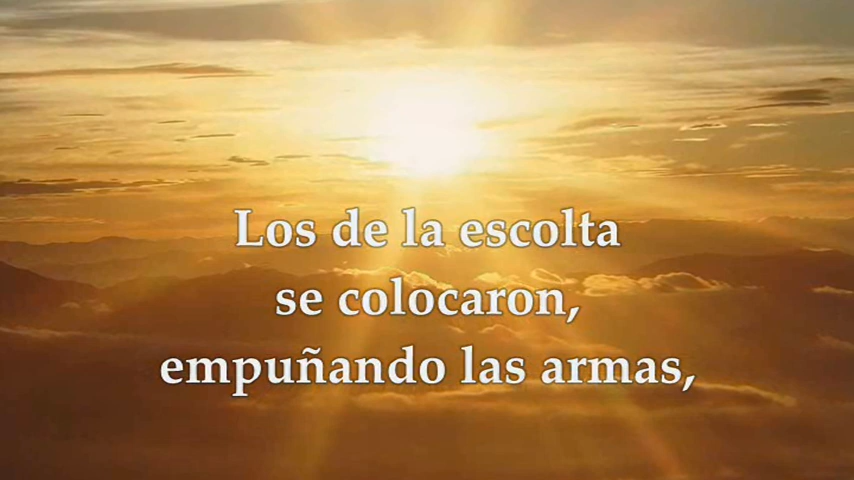 Los de la escolta
se colocaron,
empuñando las armas,